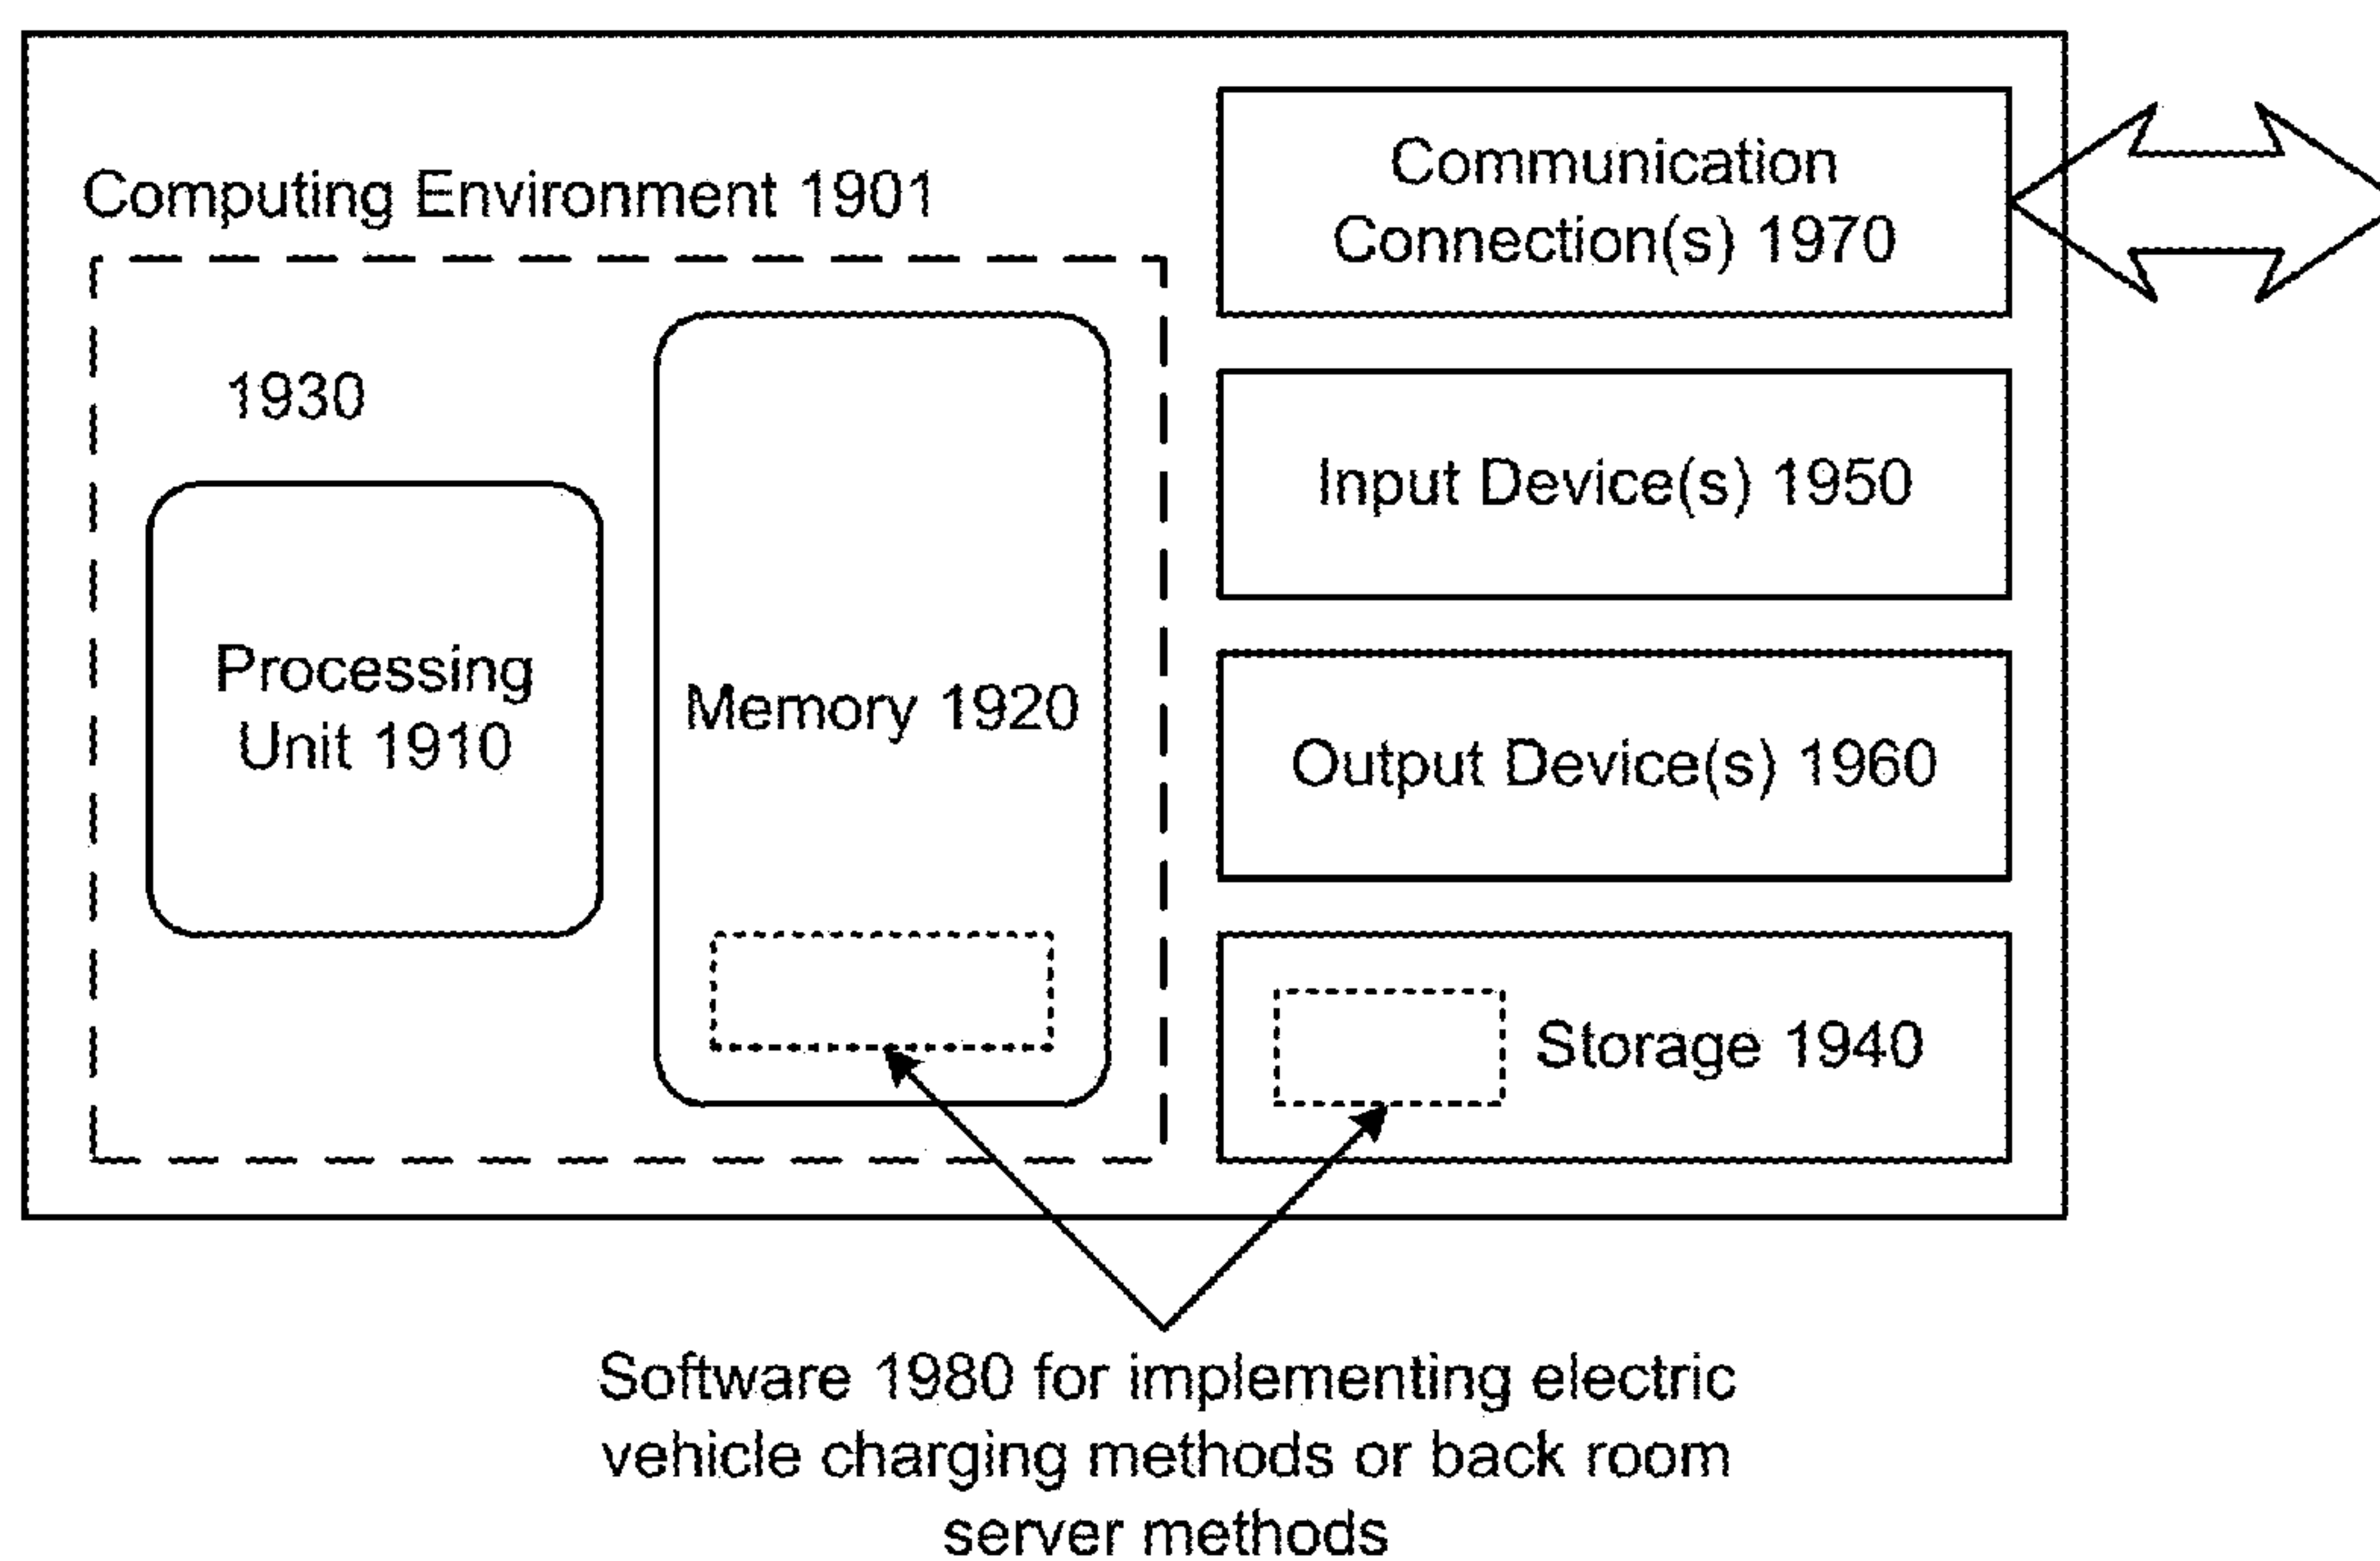 Computing Environment 1901
1930
Processing
Unit 1910
Memory 1920
Communication
Connection(s) 1970
Input Device(s) 1950
Output Device(s) 1960
Storage 1940
Software 1980 for implementing electric
vehicle charging methods or back room
server methods